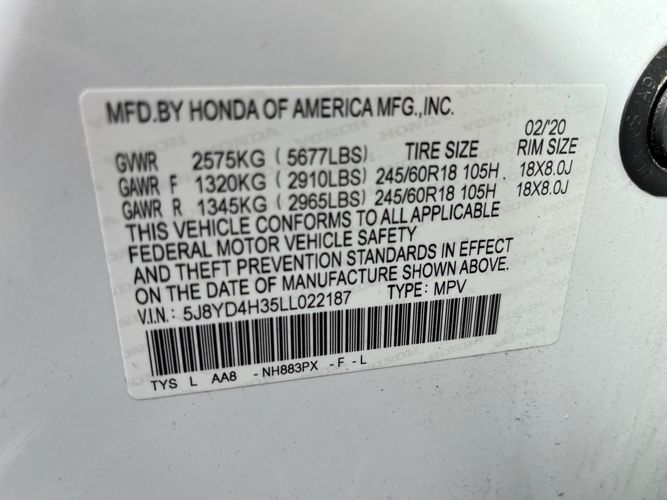 MFD.BY HONDA OF AMERICA MFG.,INC.
02/'20
GVWR 2575KG ( 5677LBS) TIRE SIZE RIM SIZE
GAWR F 1320KG ( 2910LBS) 245/60R18 105H 18X8.0J
GAWR R 1345KG ( 2965LBS) 245/60R18 105H 18X8.0J
THIS VEHICLE CONFORMS TO ALL APPLICABLE
FEDERAL MOTOR VEHICLE SAFETY
AND THEFT PREVENTION STANDARDS IN EFFECT
ON THE DATE OF MANUFACTURE SHOWN ABOVE.
V.I.N.: 5J8YD4H35LL022187 TYPE: MPV
TYS L AA8 - NH883PX - F - L